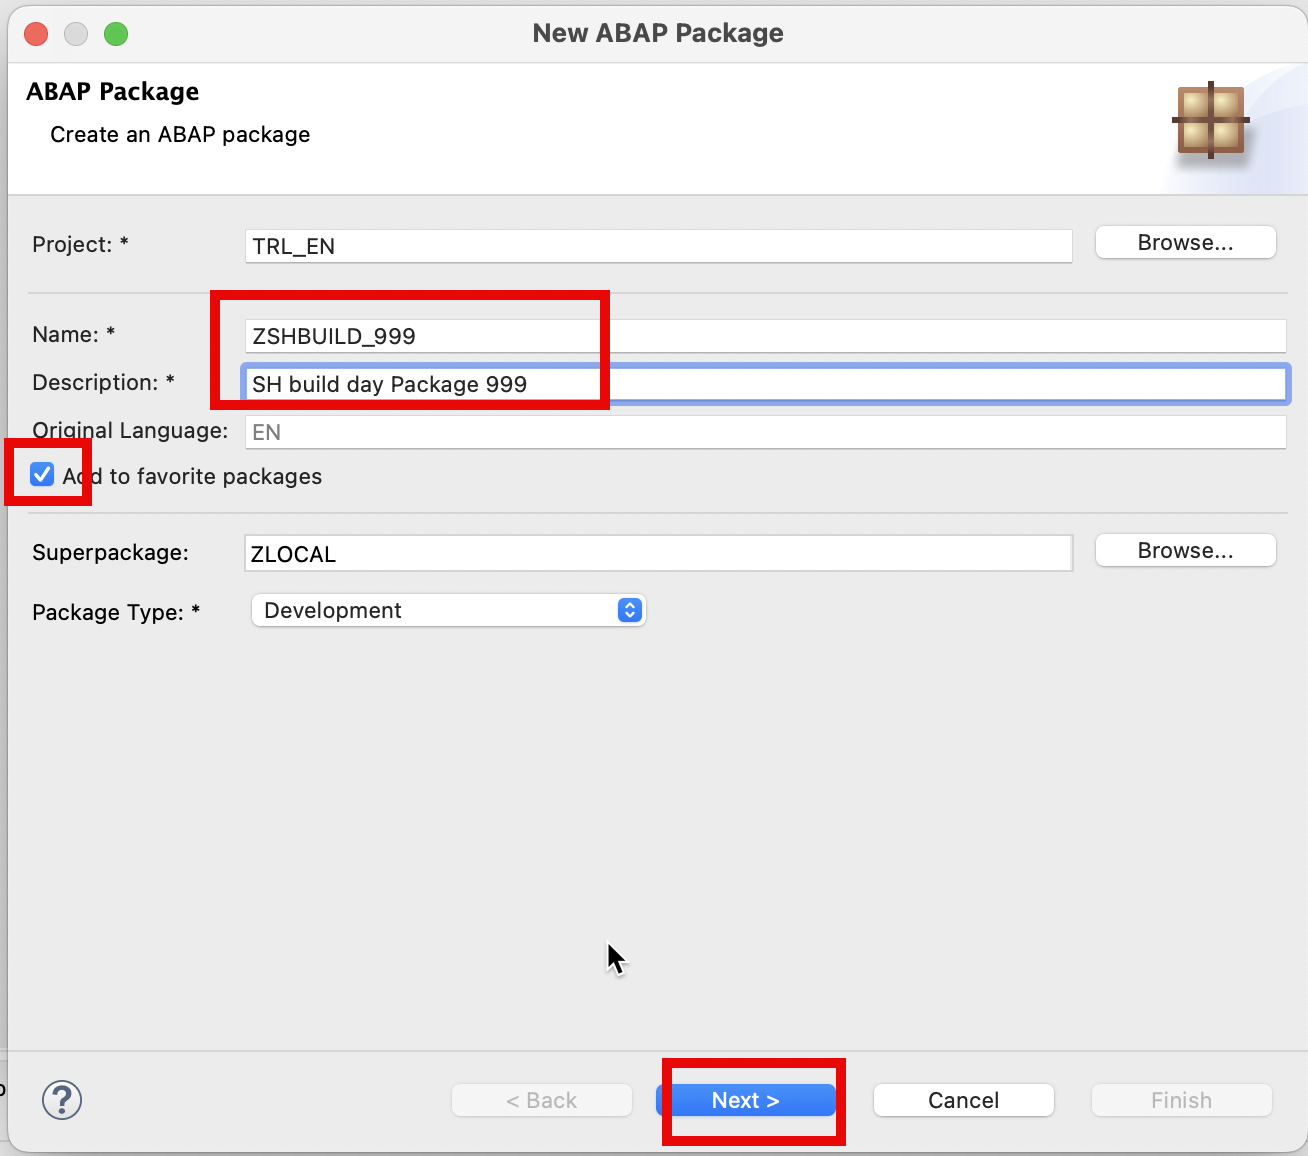 New ABAP Package
ABAP Package
Create an ABAP package
Project: * TRL_EN Browse...
Name: * ZSHBUILD_999
Description: * SH build day Package 999
Original Language: EN
Add to favorite packages
Superpackage: ZLOCAL Browse...
Package Type: * Development
? < Back Next > Cancel Finish